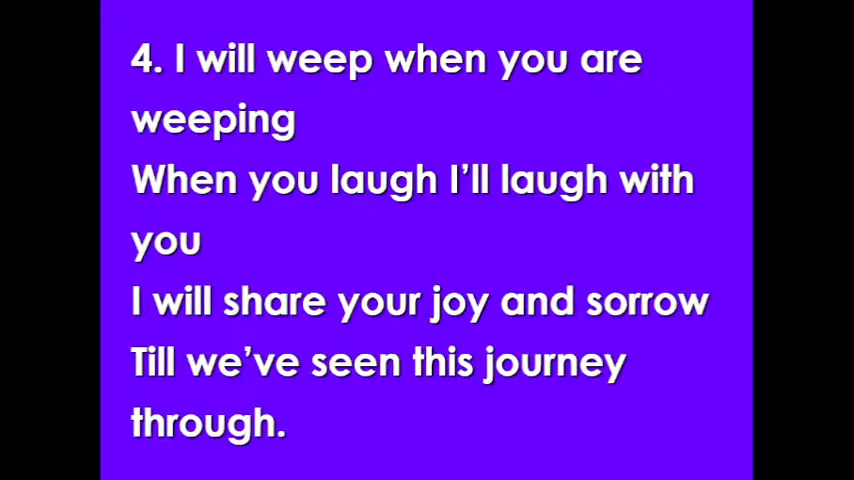 4. I will weep when you are
weeping
When you laugh I’ll laugh with
you
I will share your joy and sorrow
Till we’ve seen this journey
through.